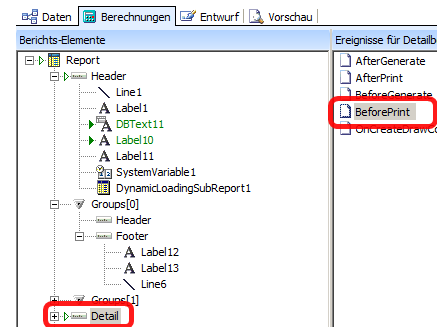 Daten Berechnungen Entwurf Vorschau
Berichts-Elemente
Report
Header
Line1
Label1
DBText11
Label10
Label11
SystemVariable1
DynamicLoadingSubReport1
Groups[0]
Header
Footer
Label12
Label13
Line6
Groups[1]
Detail
Ereignisse für Detailb
AfterGenerate
AfterPrint
BeforeGenerate
BeforePrint
OnCreateDrawCo